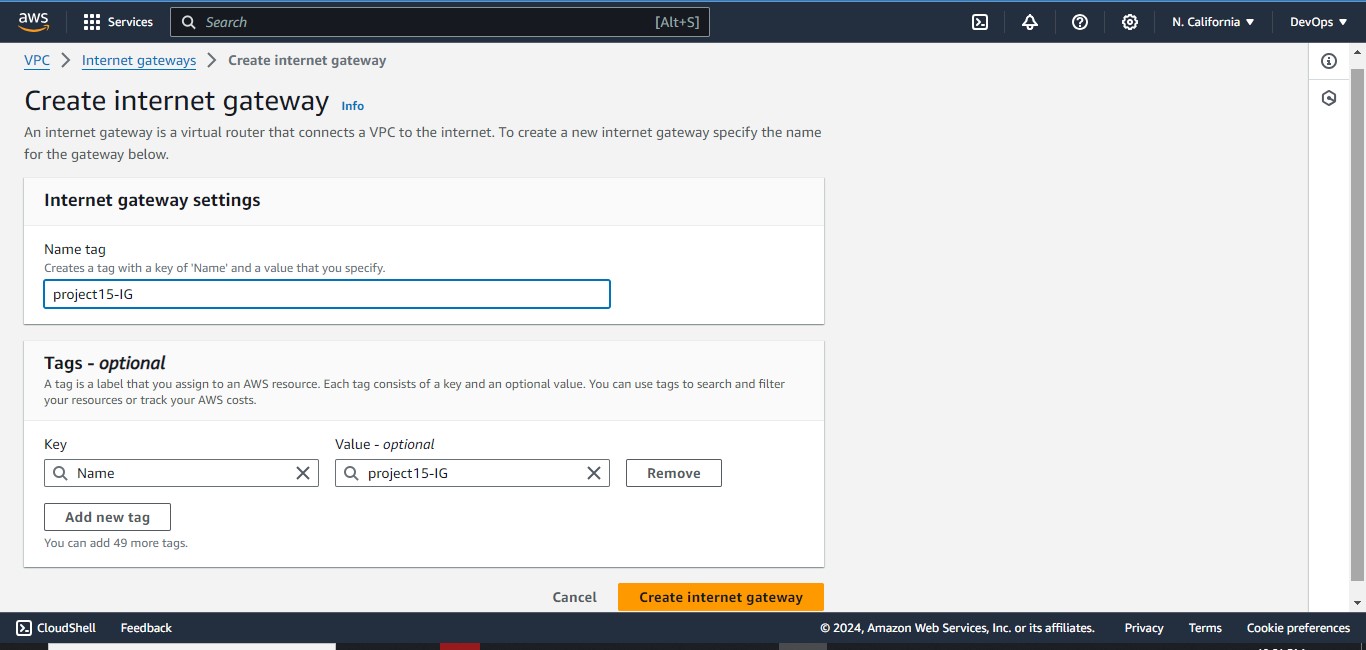 aws Services Search [Alt+S] N. California DevOps
VPC Internet gateways Create internet gateway
Create internet gateway Info
An internet gateway is a virtual router that connects a VPC to the internet. To create a new internet gateway specify the name
for the gateway below.
Internet gateway settings
Name tag
Creates a tag with a key of 'Name' and a value that you specify.
project15-IG
Tags - optional
A tag is a label that you assign to an AWS resource. Each tag consists of a key and an optional value. You can use tags to search and filter
your resources or track your AWS costs.
Key Value - optional
Name project15-IG Remove
Add new tag
You can add 49 more tags.
Cancel Create internet gateway
CloudShell Feedback © 2024, Amazon Web Services, Inc. or its affiliates. Privacy Terms Cookie preferences